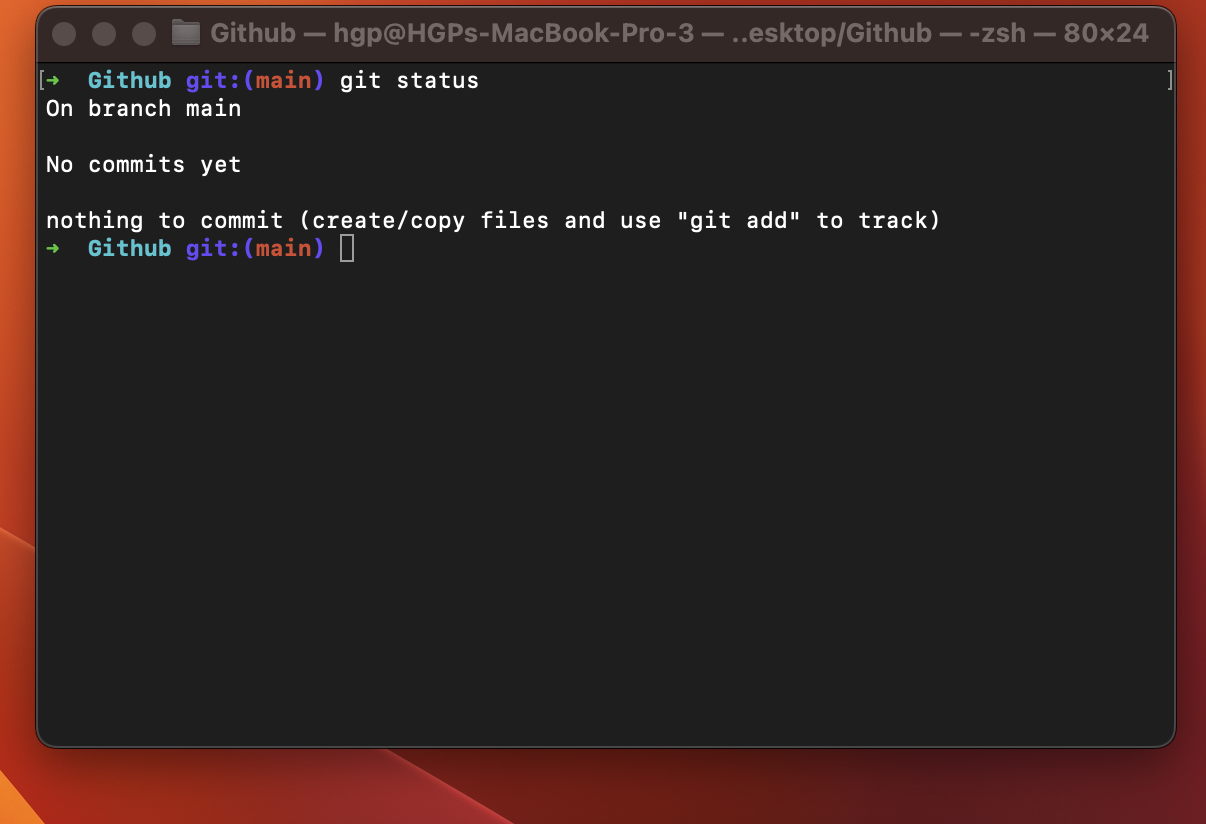 Github — hgp@HGPs-MacBook-Pro-3 — ..esktop/Github — -zsh — 80×24
[➜  Github git:(main) git status ]
On branch main
No commits yet
nothing to commit (create/copy files and use "git add" to track)
➜  Github git:(main)